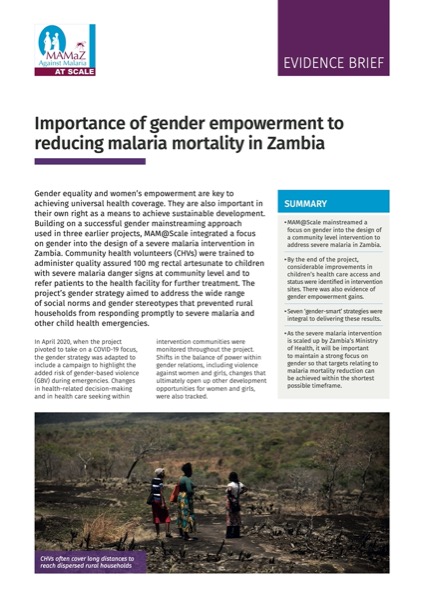 MAMaZ
Against Malaria
AT SCALE
EVIDENCE BRIEF
Importance of gender empowerment to
reducing malaria mortality in Zambia
Gender equality and women's empowerment are key to
achieving universal health coverage. They are also important in
their own right as a means to achieve sustainable development.
Building on a successful gender mainstreaming approach
used in three earlier projects, MAM@Scale integrated a focus
on gender into the design of a severe malaria intervention in
Zambia. Community health volunteers (CHVs) were trained to
administer quality assured 100 mg rectal artesunate to children
with severe malaria danger signs at community level and to
refer patients to the health facility for further treatment. The
project's gender strategy aimed to address the wide range
of social norms and gender stereotypes that prevented rural
households from responding promptly to severe malaria and
other child health emergencies.
In April 2020, when the project
pivoted to take on a COVID-19 focus,
the gender strategy was adapted to
include a campaign to highlight the
added risk of gender-based violence
(GBV) during emergencies. Changes
in health-related decision-making
and in health care seeking within
intervention communities were
monitored throughout the project.
Shifts in the balance of power within
gender relations, including violence
against women and girls, changes that
ultimately open up other development
opportunities for women and girls,
were also tracked.
SUMMARY
• MAM@Scale mainstreamed a
focus on gender into the design of
a community level intervention to
address severe malaria in Zambia.
• By the end of the project,
considerable improvements in
children's health care access and
status were identified in intervention
sites. There was also evidence of
gender empowerment gains.
• Seven 'gender-smart' strategies were
integral to delivering these results.
• As the severe malaria intervention
is scaled up by Zambia's Ministry
of Health, it will be important
to maintain a strong focus on
gender so that targets relating to
malaria mortality reduction can
be achieved within the shortest
possible timeframe.
CHVs often cover long distances to
reach dispersed rural households